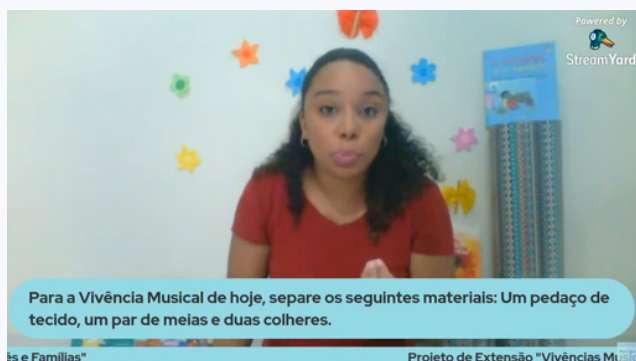 Powered by
StreamYard
Para a Vivência Musical de hoje, separe os seguintes materiais: Um pedaço de
tecido, um par de meias e duas colheres.
e Famílias"
Projeto de Extensão "Vivências